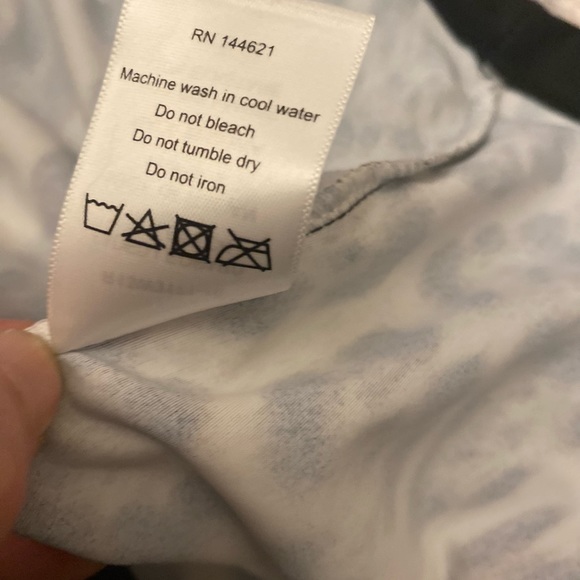 RN 144621
Machine wash in cool water
Do not bleach
Do not tumble dry
Do not iron